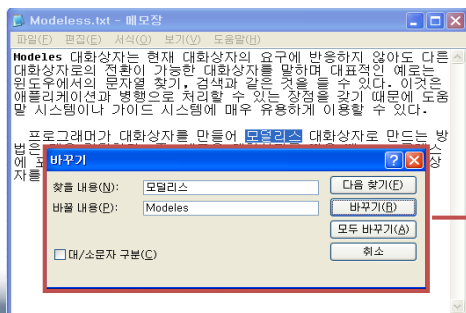 Modeless.txt - 메모장
파일(F) 편집(E) 서식(O) 보기(V) 도움말(H)
Modeles 대화상자는 현재 대화상자의 요구에 반응하지 않아도 다른
대화상자로의 전환이 가능한 대화상자를 말하며 대표적인 예로는
윈도우에서의 문자열 찾기, 검색과 같은 것을 들 수 있다. 이것은
애플리케이션과 병행으로 처리할 수 있는 장점을 갖기 때문에 도움
말 시스템이나 가이드 시스템에 매우 유용하게 이용할 수 있다.
프로그래머가 대화상자를 만들어 모덜리스 대화상자로 만드는 방
법은
에
자를
바꾸기
찾을 내용(N): 모덜리스
다음 찾기(F)
바꿀 내용(P): Modeles
바꾸기(R)
모두 바꾸기(A)
대/소문자 구분(C)
취소